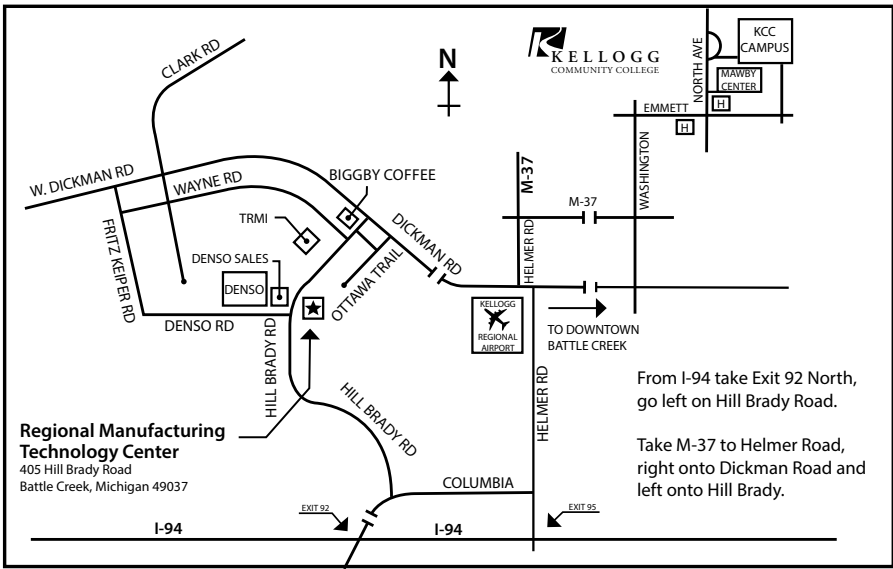 KELLOGG
COMMUNITY COLLEGE
N
CLARK RD
W. DICKMAN RD
WAYNE RD
BIGGBY COFFEE
TRMI
DENSO SALES
DENSO
FRITZ KEIPER RD
DENSO RD
HILL BRADY RD
OTTAWA TRAIL
DICKMAN RD
M-37
HELMER RD
M-37
WASHINGTON
EMMETT
NORTH AVE
KCC
CAMPUS
MAWBY
CENTER
H
H
KELLOGG
REGIONAL
AIRPORT
TO DOWNTOWN
BATTLE CREEK
HELMER RD
HILL BRADY RD
Regional Manufacturing
Technology Center
405 Hill Brady Road
Battle Creek, Michigan 49037
From I-94 take Exit 92 North,
go left on Hill Brady Road.
Take M-37 to Helmer Road,
right onto Dickman Road and
left onto Hill Brady.
COLUMBIA
EXIT 92
EXIT 95
I-94
I-94